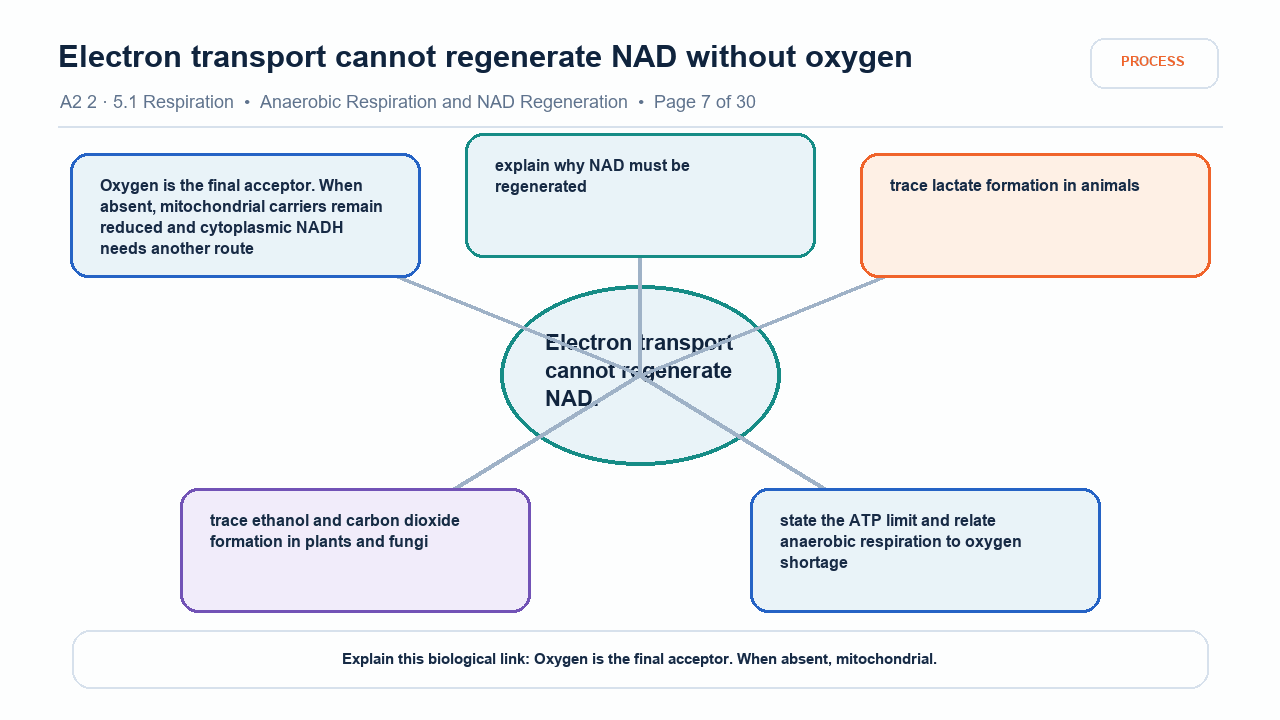 Electron transport cannot regenerate NAD without oxygen
PROCESS
A2 2 · 5.1 Respiration • Anaerobic Respiration and NAD Regeneration • Page 7 of 30
Oxygen is the final acceptor. When
absent, mitochondrial carriers remain
reduced and cytoplasmic NADH
needs another route
explain why NAD must be
regenerated
trace lactate formation in animals
Electron transport
cannot regenerate
NAD.
trace ethanol and carbon dioxide
formation in plants and fungi
state the ATP limit and relate
anaerobic respiration to oxygen
shortage
Explain this biological link: Oxygen is the final acceptor. When absent, mitochondrial.